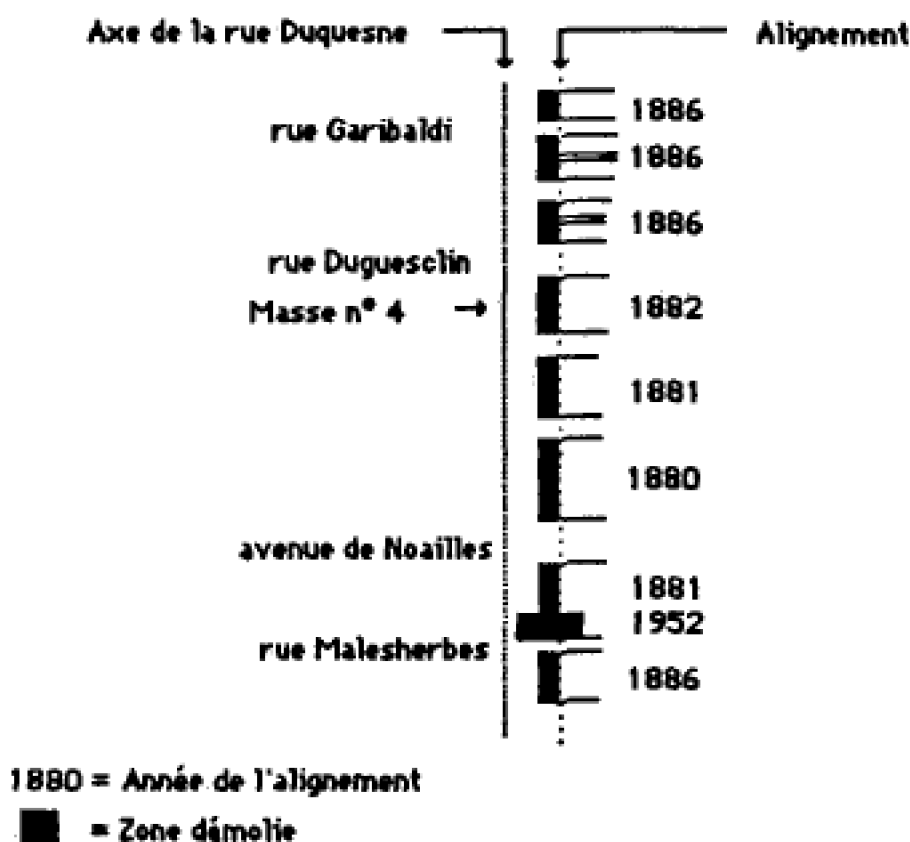 Axe de la rue Duquesne
Alignement
1886
rue Garibaldi
1886
1886
rue Duguesclin
Masse n° 4
1882
1881
1880
avenue de Noailles
1881
1952
rue Malesherbes
1886
1880 = Année de l'alignement
= Zone démolie